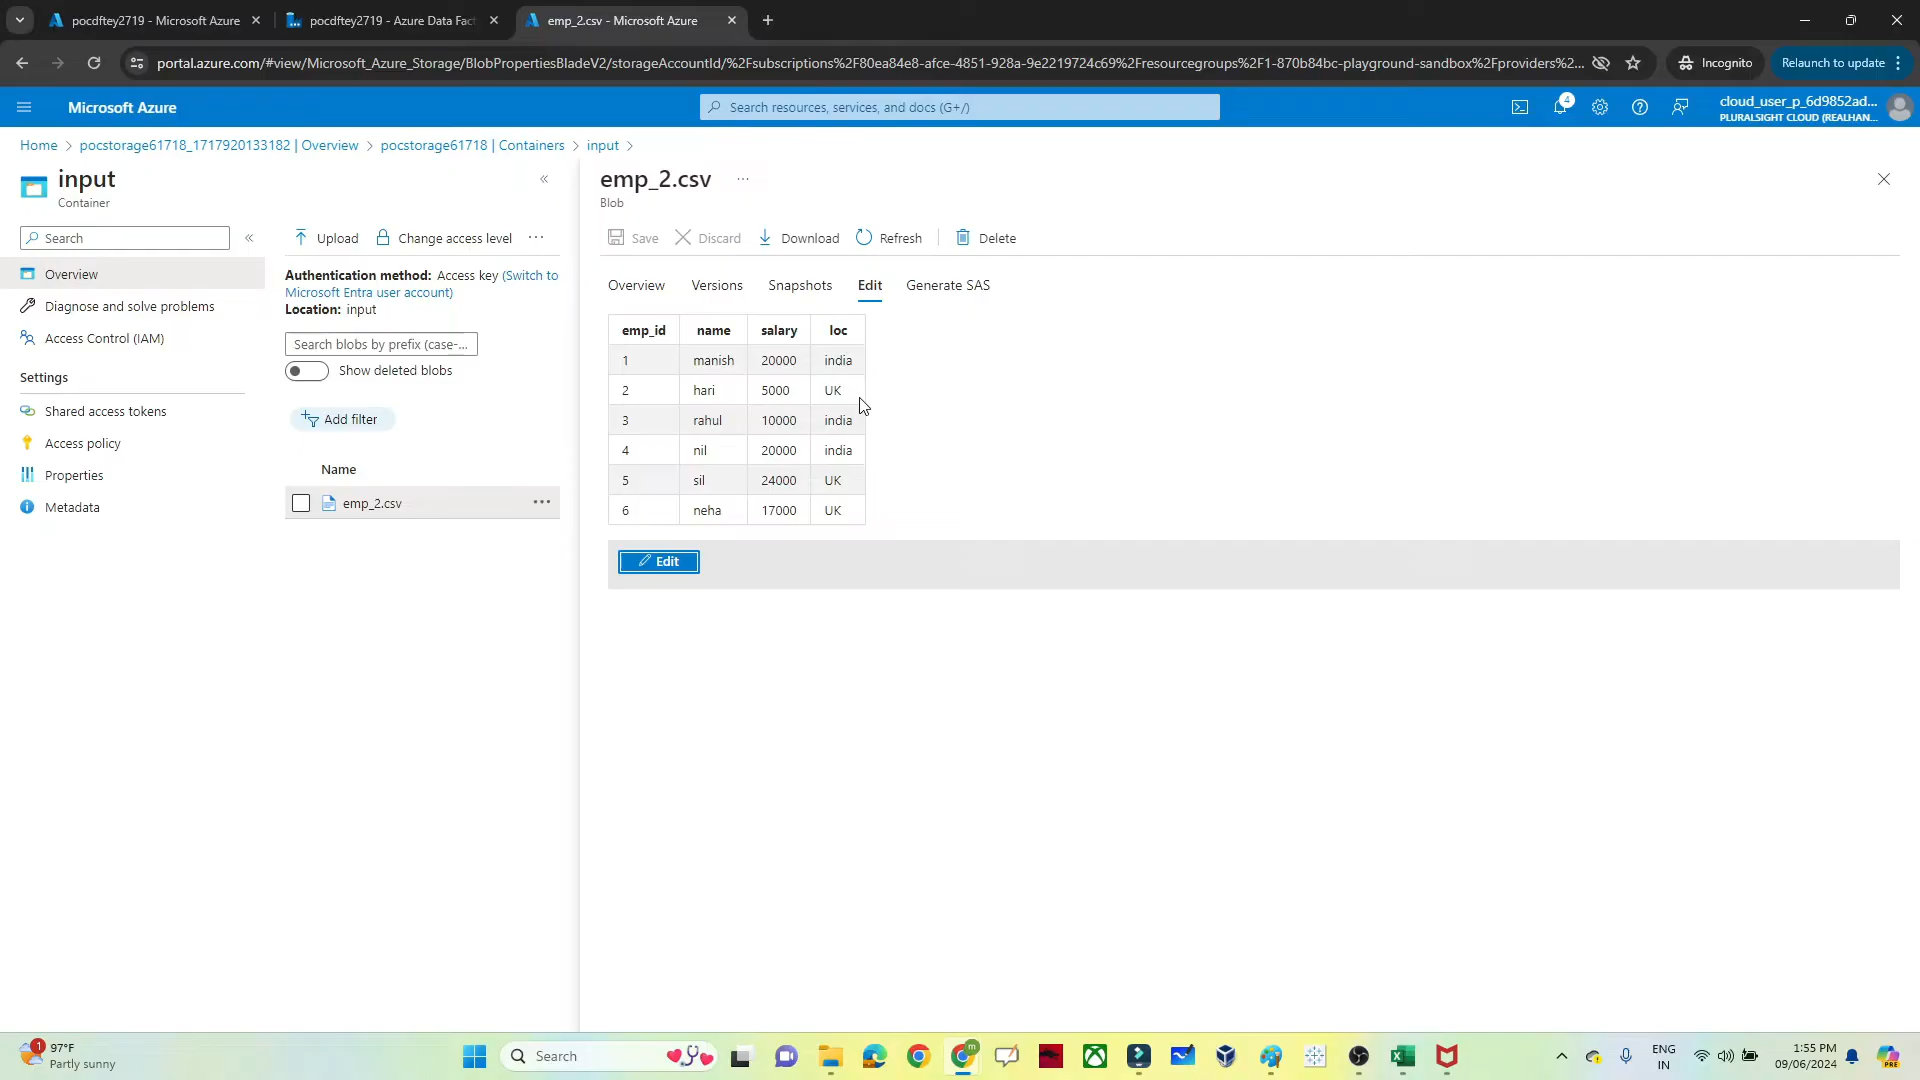 pocdftey2719 - Microsoft Azure
pocdftey2719 - Azure Data Fact
emp_2.csv - Microsoft Azure
portal.azure.com/#view/Microsoft_Azure_Storage/BlobPropertiesBladeV2/storageAccountId/%2Fsubscriptions%2F80ea84e8-afce-4851-928a-9e2219724c69%2Fresourcegroups%2F1-870b84bc-playground-sandbox%2Fproviders%2...
Incognito
Relaunch to update
Microsoft Azure
Search resources, services, and docs (G+/)
4
cloud_user_p_6d9852ad...
PLURALSIGHT CLOUD (REALHAN...
Home > pocstorage61718_1717920133182 | Overview > pocstorage61718 | Containers > input >
input
Container
Search
Overview
Diagnose and solve problems
Access Control (IAM)
Settings
Shared access tokens
Access policy
Properties
Metadata
Upload
Change access level
Authentication method: Access key (Switch to
Microsoft Entra user account)
Location: input
Search blobs by prefix (case-...
Show deleted blobs
Add filter
Name
emp_2.csv
emp_2.csv
Blob
Save
Discard
Download
Refresh
Delete
Overview
Versions
Snapshots
Edit
Generate SAS
emp_id name salary loc
1 manish 20000 india
2 hari 5000 UK
3 rahul 10000 india
4 nil 20000 india
5 sil 24000 UK
6 neha 17000 UK
Edit
1
97°F
Partly sunny
Search
m
ENG
IN
1:55 PM
09/06/2024
PRE